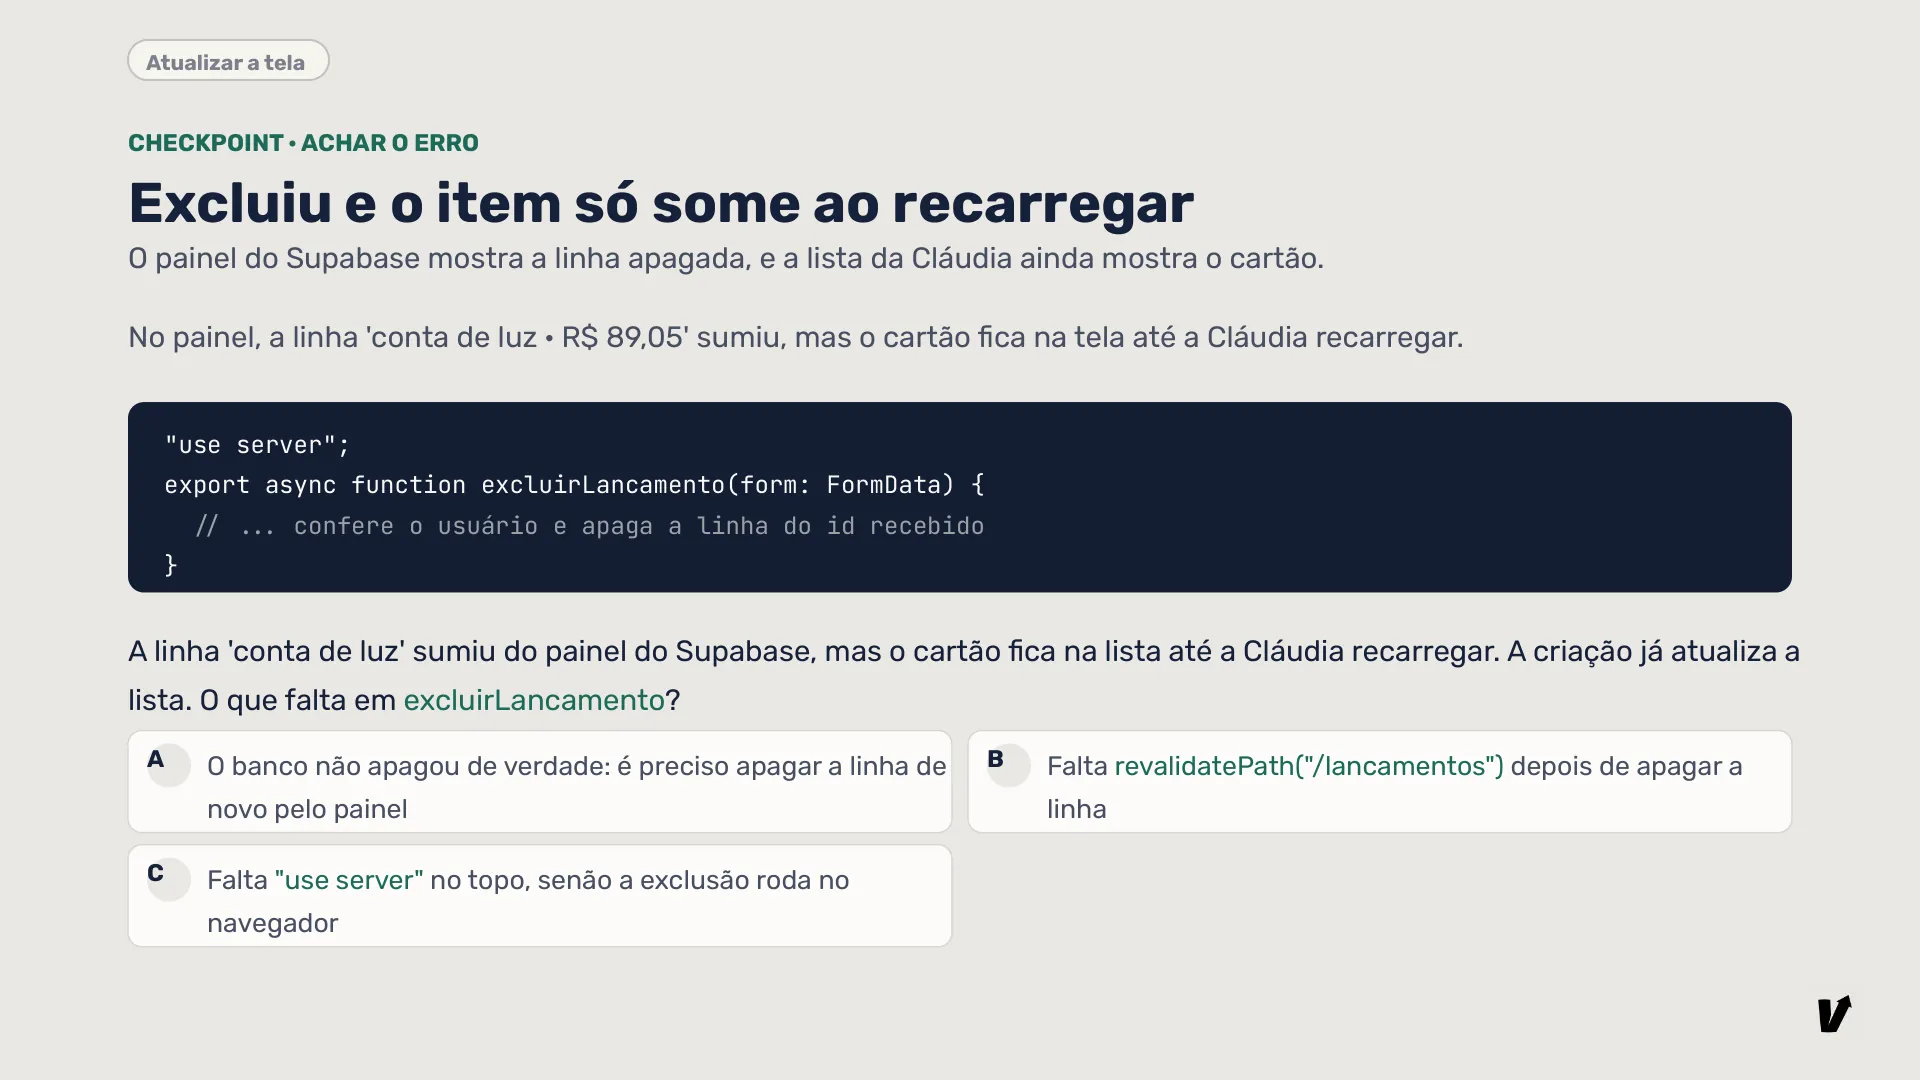 Atualizar a tela
CHECKPOINT • ACHAR O ERRO
Excluiu e o item só some ao recarregar
O painel do Supabase mostra a linha apagada, e a lista da Cláudia ainda mostra o cartão.
No painel, a linha 'conta de luz • R$ 89,05' sumiu, mas o cartão fica na tela até a Cláudia recarregar.
"use server";
export async function excluirLancamento(form: FormData) {
  // ... confere o usuário e apaga a linha do id recebido
}
A linha 'conta de luz' sumiu do painel do Supabase, mas o cartão fica na lista até a Cláudia recarregar. A criação já atualiza a
lista. O que falta em excluirLancamento?
A
O banco não apagou de verdade: é preciso apagar a linha de
novo pelo painel
B
Falta revalidatePath("/lancamentos") depois de apagar a
linha
C
Falta "use server" no topo, senão a exclusão roda no
navegador